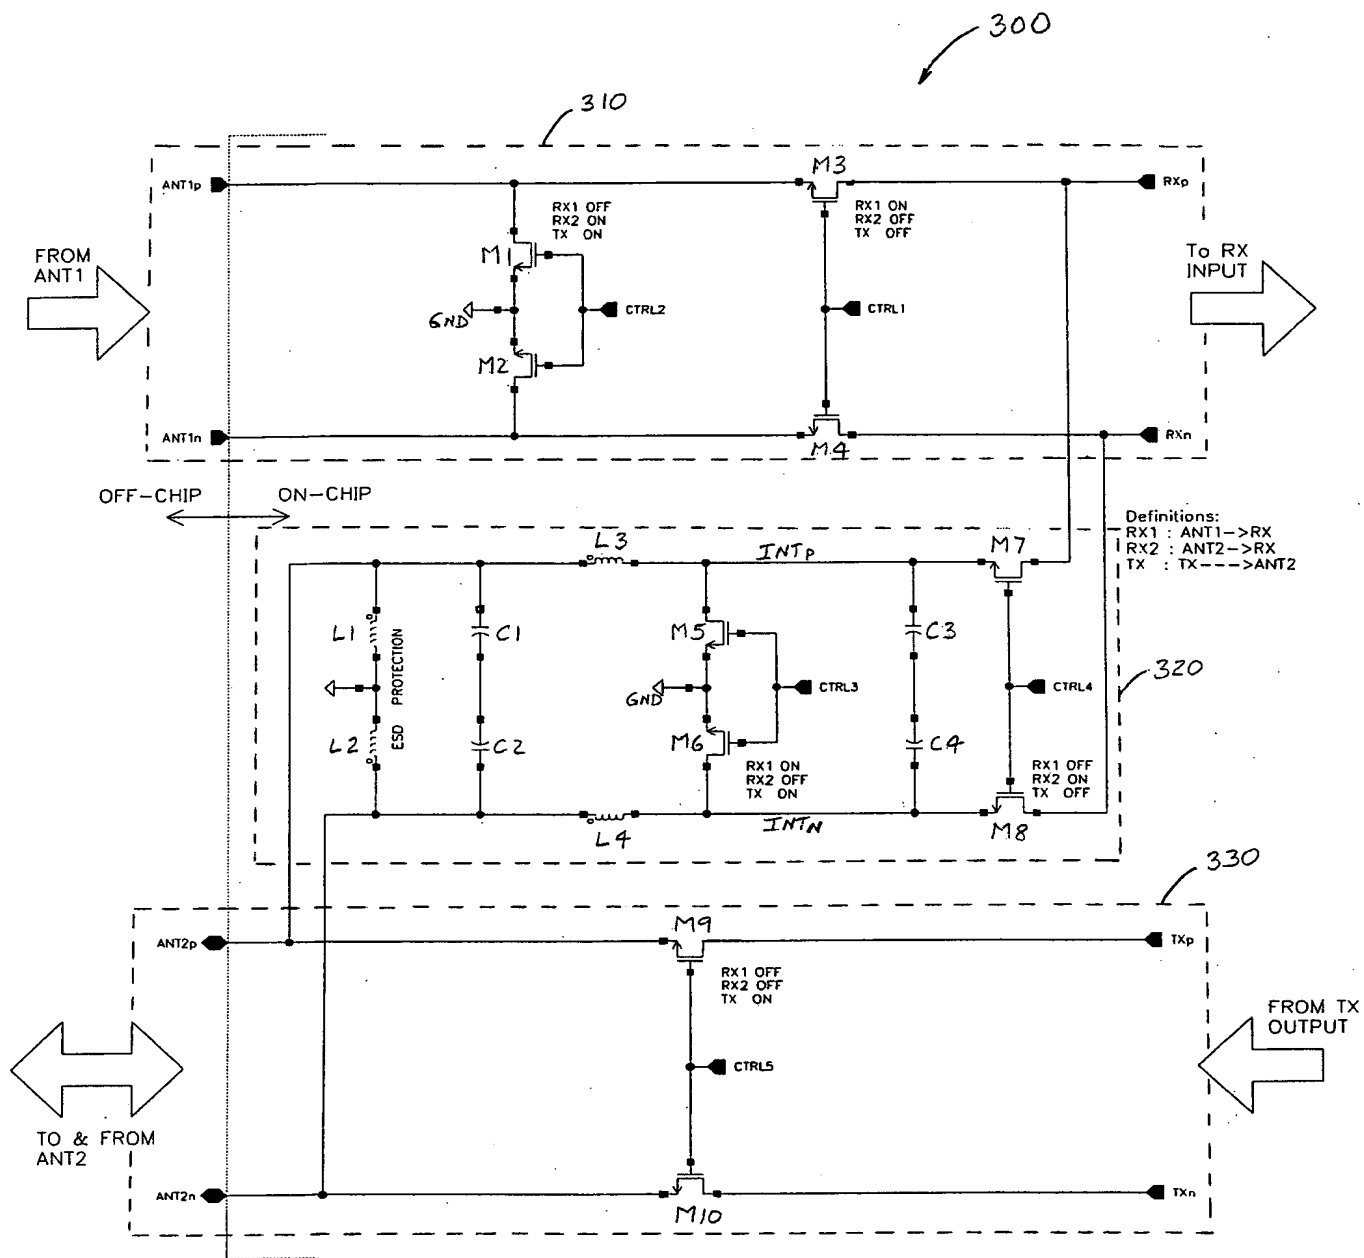 300
310
ANT1p
M3
RXp
RX1 OFF
RX2 ON
TX ON
RX1 ON
RX2 OFF
TX OFF
FROM
ANT1
M1
To RX
INPUT
GND
CTRL2
CTRL1
M2
ANT1n
M4
RXn
OFF-CHIP
ON-CHIP
Definitions:
RX1 : ANT1->RX
RX2 : ANT2->RX
TX : TX--->ANT2
L3
INTP
M7
L1
C1
M5
C3
ESD PROTECTION
GND
CTRL3
CTRL4
320
L2
C2
M6
C4
RX1 ON
RX2 OFF
TX ON
RX1 OFF
RX2 ON
TX OFF
L4
INTN
M8
330
ANT2p
M9
TXp
RX1 OFF
RX2 OFF
TX ON
FROM TX
OUTPUT
CTRL5
TO & FROM
ANT2
ANT2n
M10
TXn